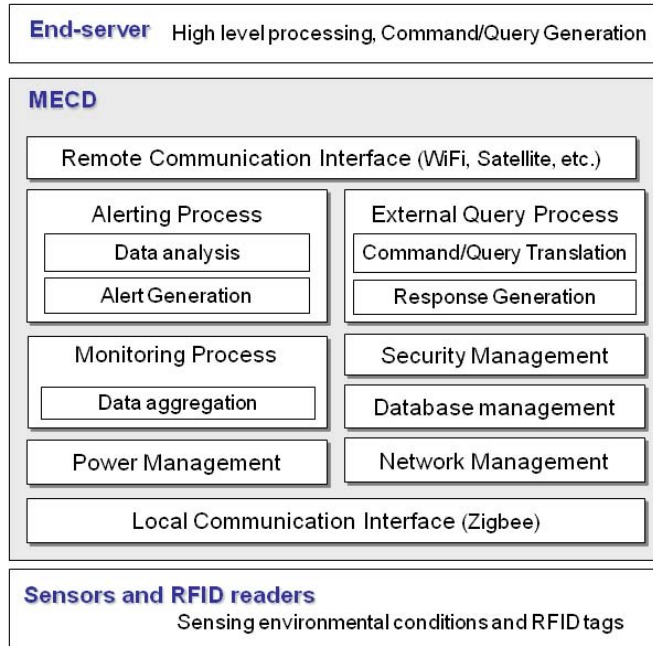 End-server High level processing, Command/Query Generation
MECD
Remote Communication Interface (WiFi, Satellite, etc.)
Alerting Process
Data analysis
Alert Generation
External Query Process
Command/Query Translation
Response Generation
Monitoring Process
Data aggregation
Security Management
Database management
Power Management
Network Management
Local Communication Interface (Zigbee)
Sensors and RFID readers
Sensing environmental conditions and RFID tags